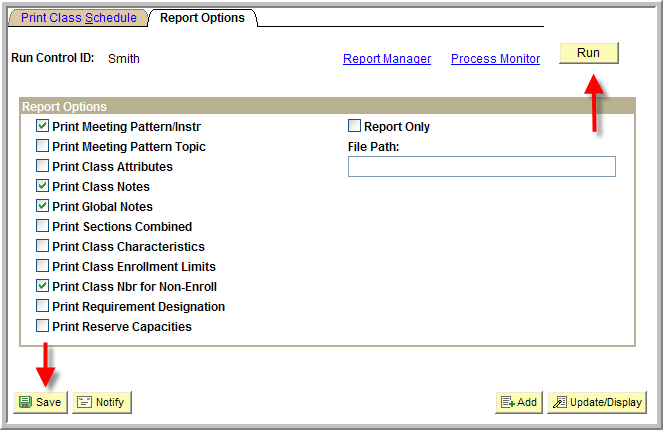 Print Class Schedule Report Options
Run Control ID: Smith Report Manager Process Monitor Run
Report Options
Print Meeting Pattern/Instr Report Only
Print Meeting Pattern Topic File Path:
Print Class Attributes
Print Class Notes
Print Global Notes
Print Sections Combined
Print Class Characteristics
Print Class Enrollment Limits
Print Class Nbr for Non-Enroll
Print Requirement Designation
Print Reserve Capacities
Save Notify Add Update/Display